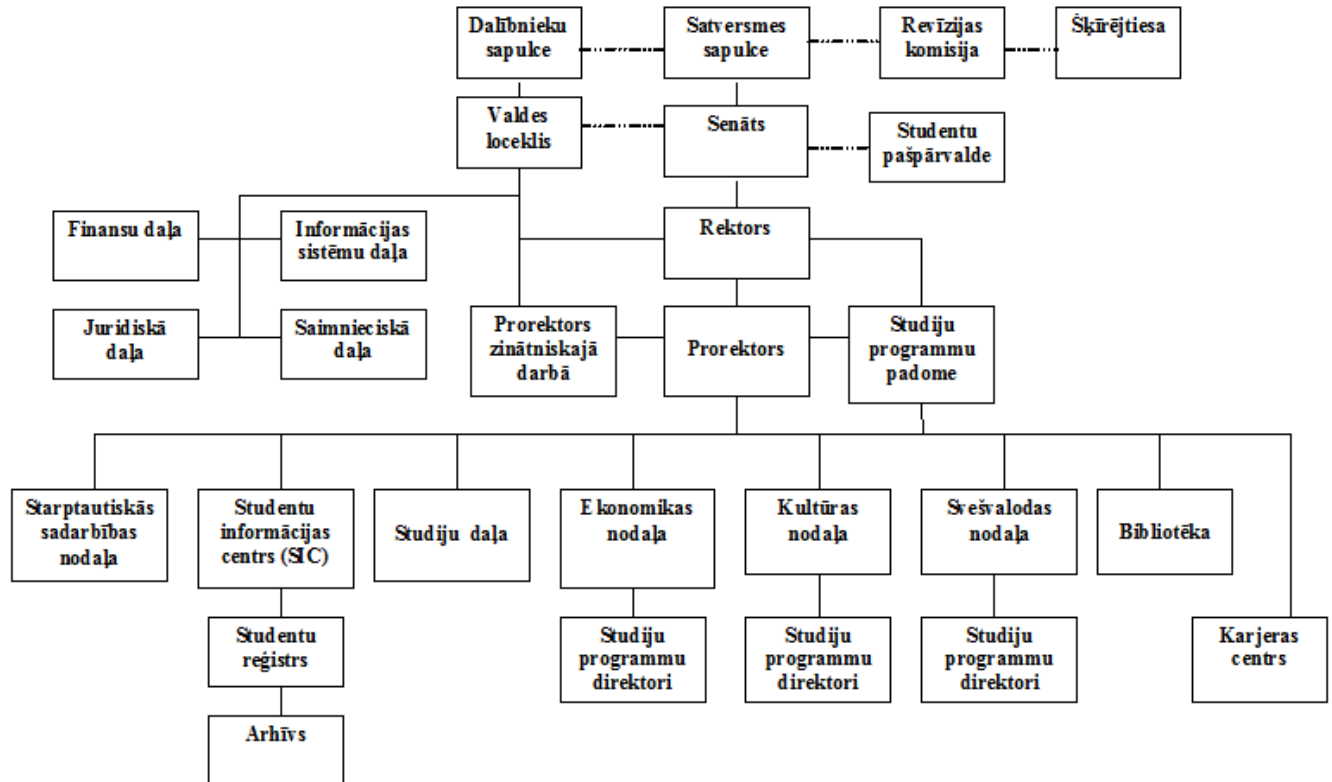 Dalībnieku
sapulce
Satversmes
sapulce
Revīzijas
komisija
Šķīrējtiesa
Valdes
loceklis
Senāts
Studentu
pašpārvalde
Finansu daļa
Informācijas
sistēmu daļa
Rektors
Juridiskā
daļa
Saimnieciskā
daļa
Prorektors
zinātniskajā
darbā
Prorektors
Studiju
programmu
padome
Starptautiskās
sadarbības
nodaļa
Studentu
informācijas
centrs (SIC)
Studiju daļa
Ekonomikas
nodaļa
Kultūras
nodaļa
Svešvalodas
nodaļa
Bibliotēka
Studentu
reģistrs
Studiju
programmu
direktori
Studiju
programmu
direktori
Studiju
programmu
direktori
Karjeras
centrs
Arhīvs